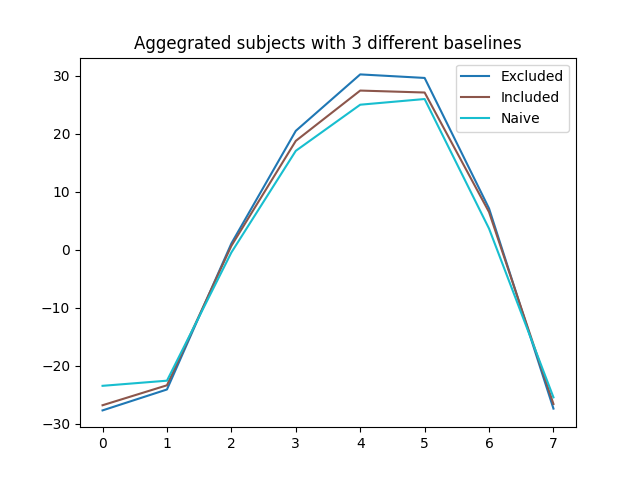 Aggegrated subjects with 3 different baselines
30
20
10
0
−10
−20
−30
0 1 2 3 4 5 6 7
Excluded
Included
Naive